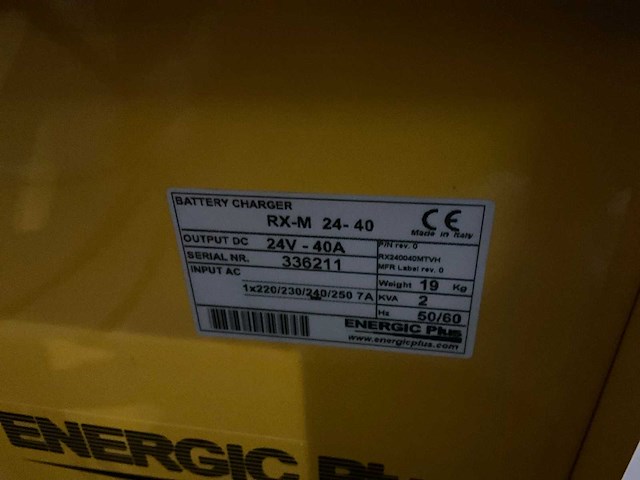 BATTERY CHARGER
RX-M 24-40
CE
Made in Italy
OUTPUT DC 24V - 40A
P/N rev. 0
RX240040MTVH
SERIAL NR. 336211
MFR Label rev. 0
INPUT AC
1x220/230/240/250 7A
Weight 19 Kg
KVA 2
Hz 50/60
ENERGIC Plus
www.energicplus.com
ENERGIC Plus